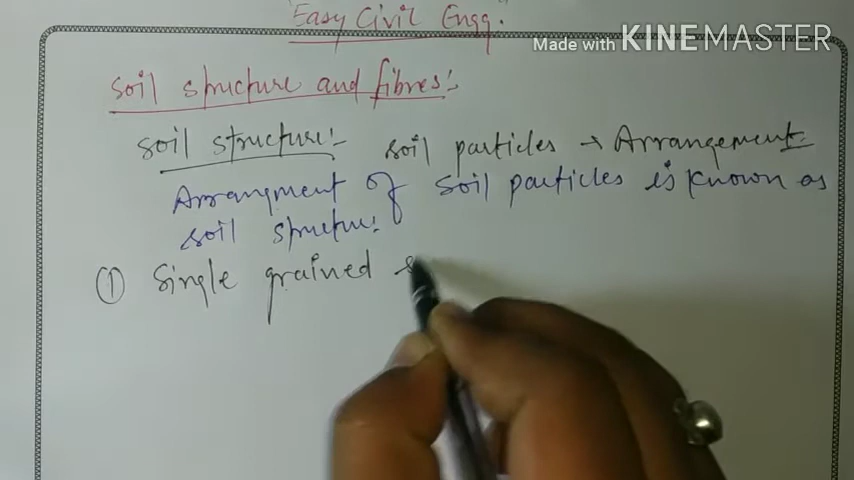 "Easy Civil Engg."
Made with KINEMASTER
soil structure and fibres:-
soil structure:- soil particles → Arrangement
Arrangment of soil particles is known as
soil structur.
① Single grained s